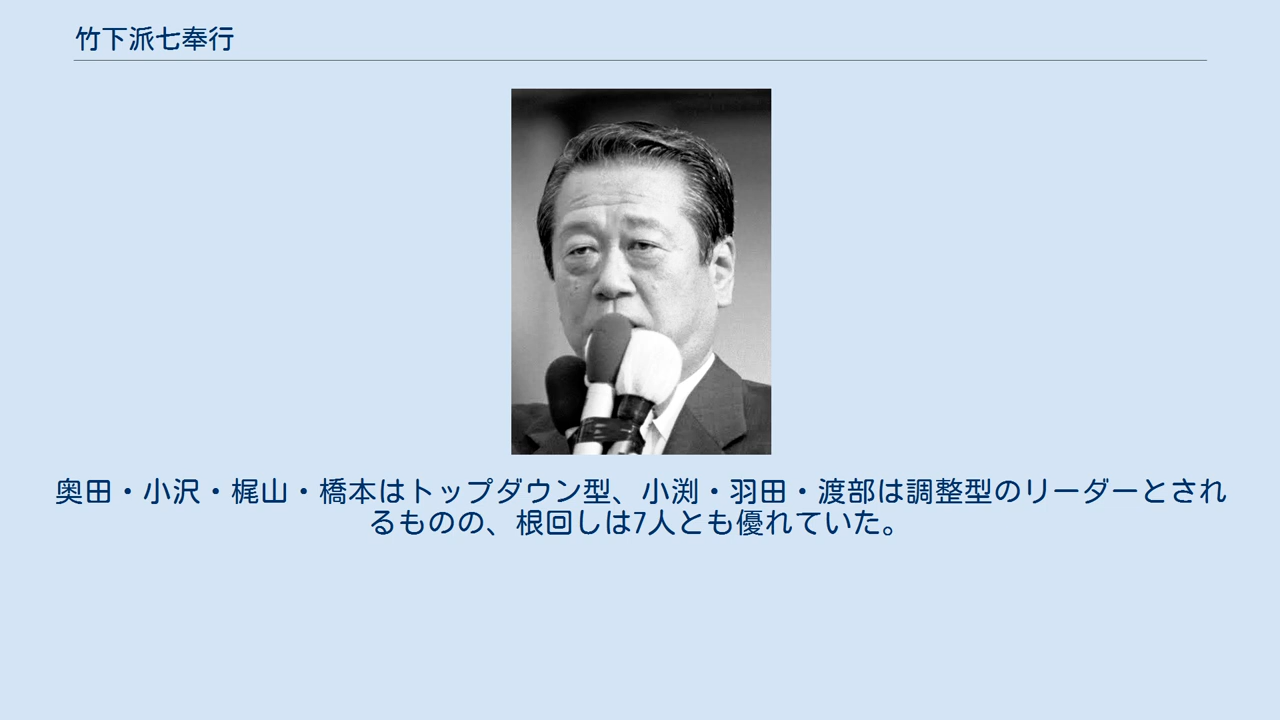 竹下派七奉行
奥田・小沢・梶山・橋本はトップダウン型、小渕・羽田・渡部は調整型のリーダーとされ
るものの、根回しは7人とも優れていた。